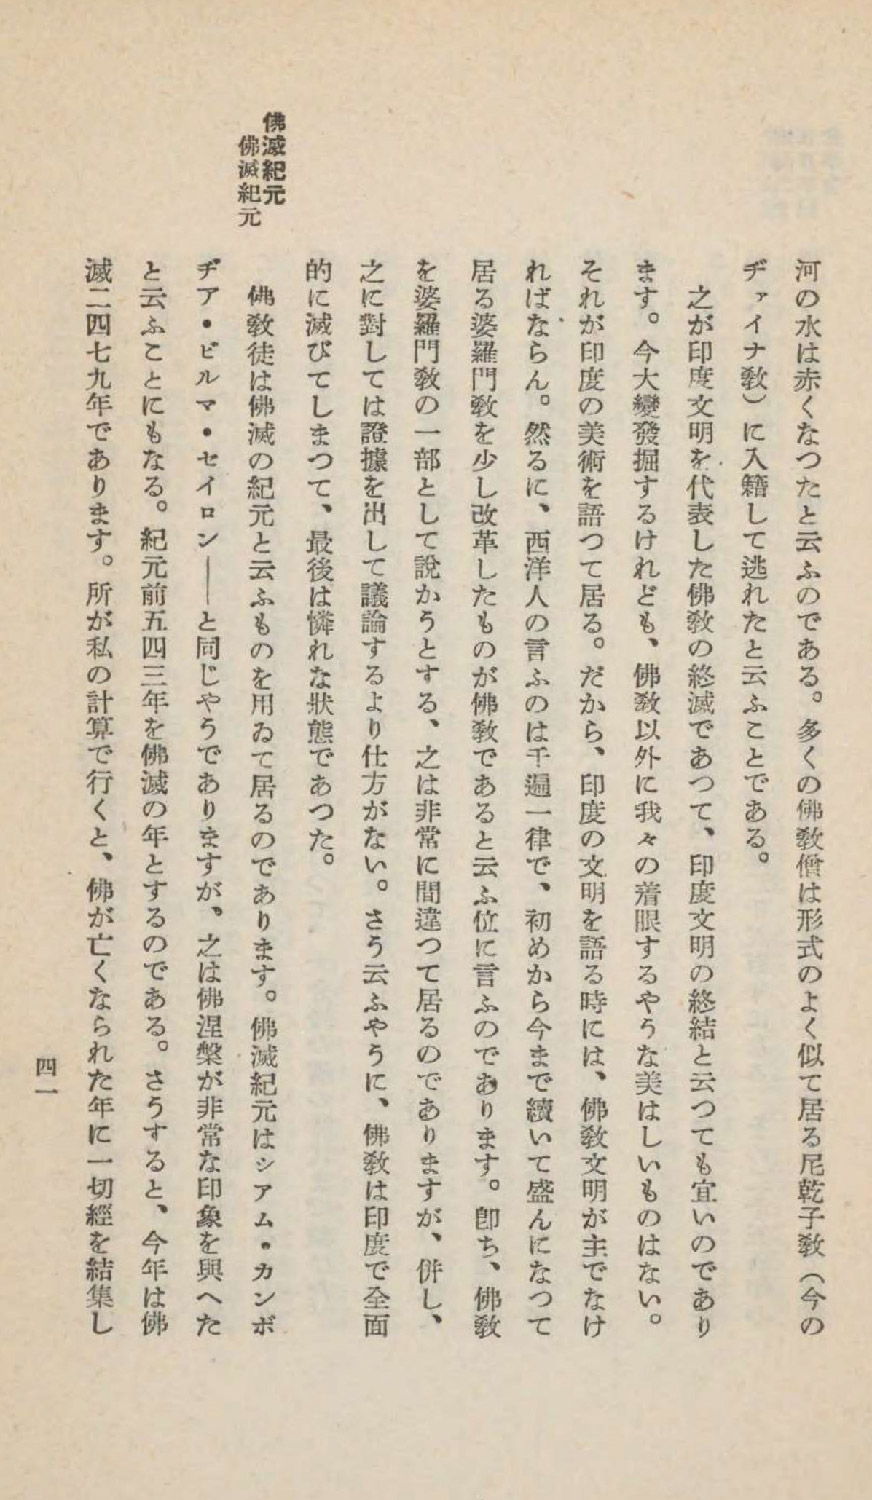 佛滅紀元
佛滅紀元
河の水は赤くなつたと云ふのである。多くの佛敎僧は形式のよく似て居る尼乾子敎（今の
ヂァイナ敎）に入籍して逃れたと云ふことである。
之が印度文明を代表した佛敎の終滅であつて、印度文明の終結と云つても宜いのであり
ます。今大變發掘するけれども、佛敎以外に我々の着眼するやうな美はしいものはない。
それが印度の美術を語つて居る。だから、印度の文明を語る時には、佛敎文明が主でなけ
ればならん。然るに、西洋人の言ふのは千遍一律で、初めから今まで續いて盛んになつて
居る婆羅門敎を少し改革したものが佛敎であると云ふ位に言ふのであります。卽ち、佛敎
を婆羅門敎の一部として說かうとする、之は非常に間違つて居るのでありますが、併し、
之に對しては證據を出して議論するより仕方がない。さう云ふやうに、佛敎は印度で全面
的に滅びてしまつて、最後は憐れな狀態であつた。
佛敎徒は佛滅の紀元と云ふものを用ゐて居るのであります。佛滅紀元はシアム・カンボ
ヂア・ビルマ・セイロン――と同じやうでありますが、之は佛涅槃が非常な印象を與へた
と云ふことにもなる。紀元前五四三年を佛滅の年とするのである。さうすると、今年は佛
滅二四七九年であります。所が私の計算で行くと、佛が亡くなられた年に一切經を結集し
四一